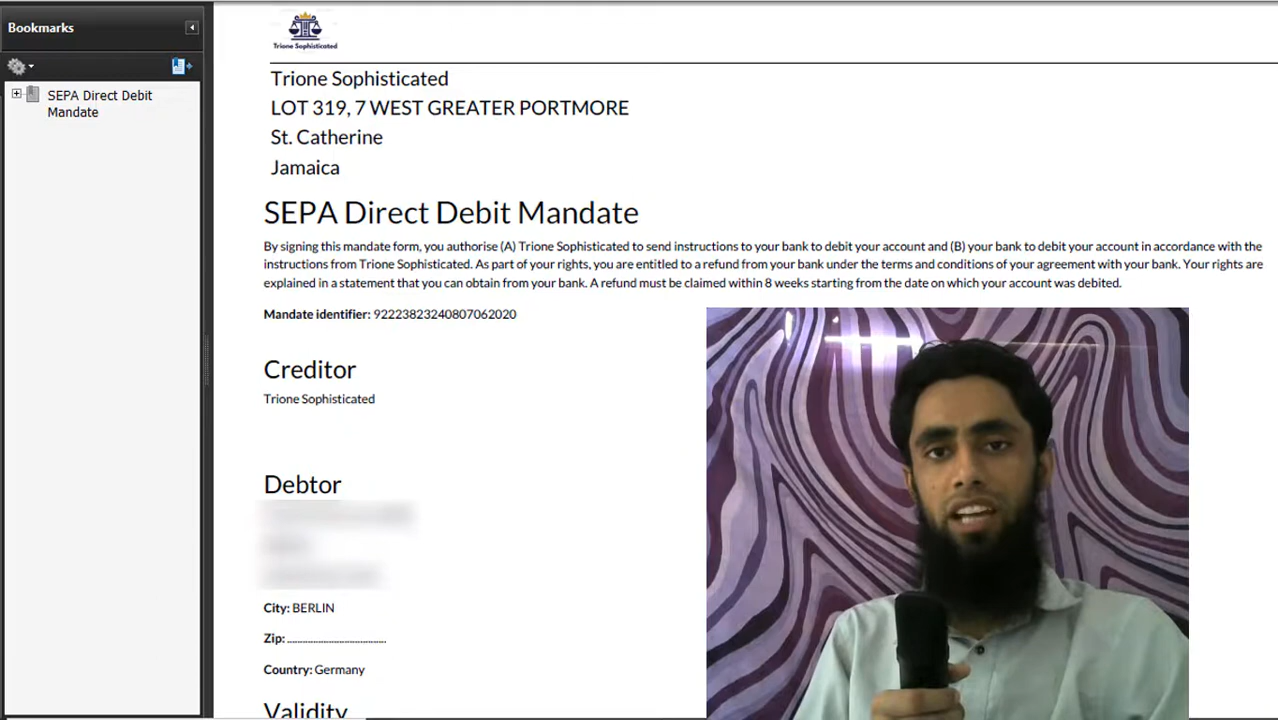 Bookmarks
SEPA Direct Debit
Mandate
Trione Sophisticated
Trione Sophisticated
LOT 319, 7 WEST GREATER PORTMORE
St. Catherine
Jamaica
SEPA Direct Debit Mandate
By signing this mandate form, you authorise (A) Trione Sophisticated to send instructions to your bank to debit your account and (B) your bank to debit your account in accordance with the
instructions from Trione Sophisticated. As part of your rights, you are entitled to a refund from your bank under the terms and conditions of your agreement with your bank. Your rights are
explained in a statement that you can obtain from your bank. A refund must be claimed within 8 weeks starting from the date on which your account was debited.
Mandate identifier: 92223823240807062020
Creditor
Trione Sophisticated
Debtor
City: BERLIN
Zip: ......................................
Country: Germany
Validity